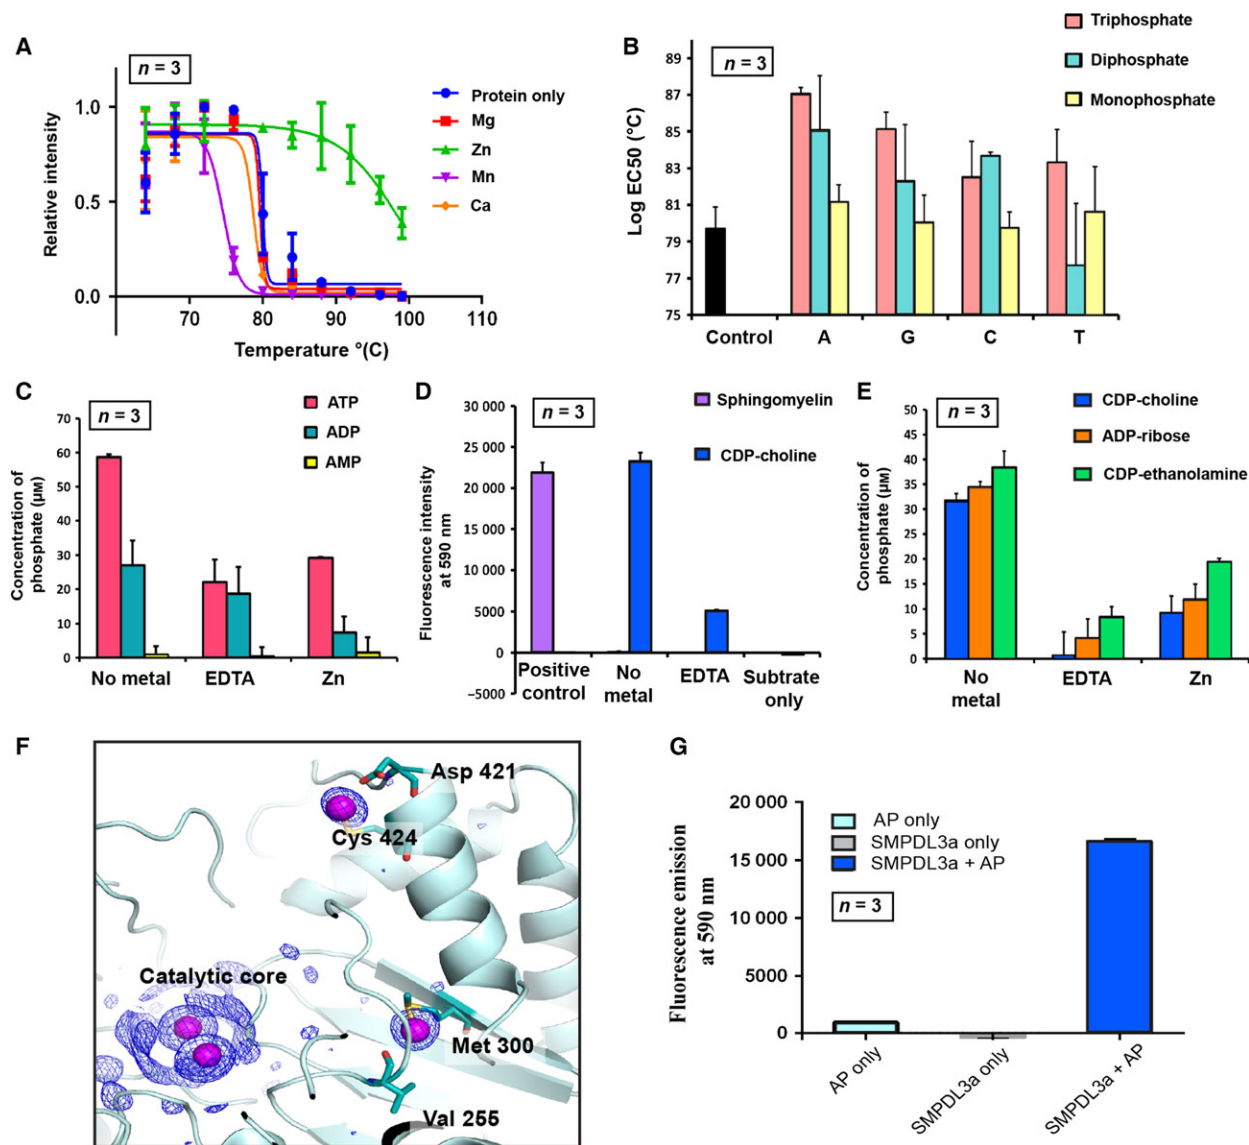 A
n = 3
Relative intensity
1.0
0.5
0.0
70 80 90 100 110
Temperature °(C)
Protein only
Mg
Zn
Mn
Ca
B
n = 3
Triphosphate
Diphosphate
Monophosphate
Log EC50 (°C)
89
87
85
83
81
79
77
75
Control A G C T
C
n = 3
ATP
ADP
AMP
Concentration of
phosphate (µM)
70
60
50
40
30
20
10
0
No metal EDTA Zn
D
n = 3
Sphingomyelin
CDP-choline
Fluorescence intensity
at 590 nm
30 000
25 000
20 000
15 000
10 000
5000
0
–5000
Positive
control
No
metal
EDTA
Subtrate
only
E
n = 3
CDP-choline
ADP-ribose
CDP-ethanolamine
Concentration of
phosphate (µM)
50
45
40
35
30
25
20
15
10
5
0
No
metal
EDTA
Zn
F
Asp 421
Cys 424
Catalytic core
Met 300
Val 255
G
AP only
SMPDL3a only
SMPDL3a + AP
n = 3
Fluorescence emission
at 590 nm
20 000
15 000
10 000
5000
0
AP only
SMPDL3a only
SMPDL3a + AP